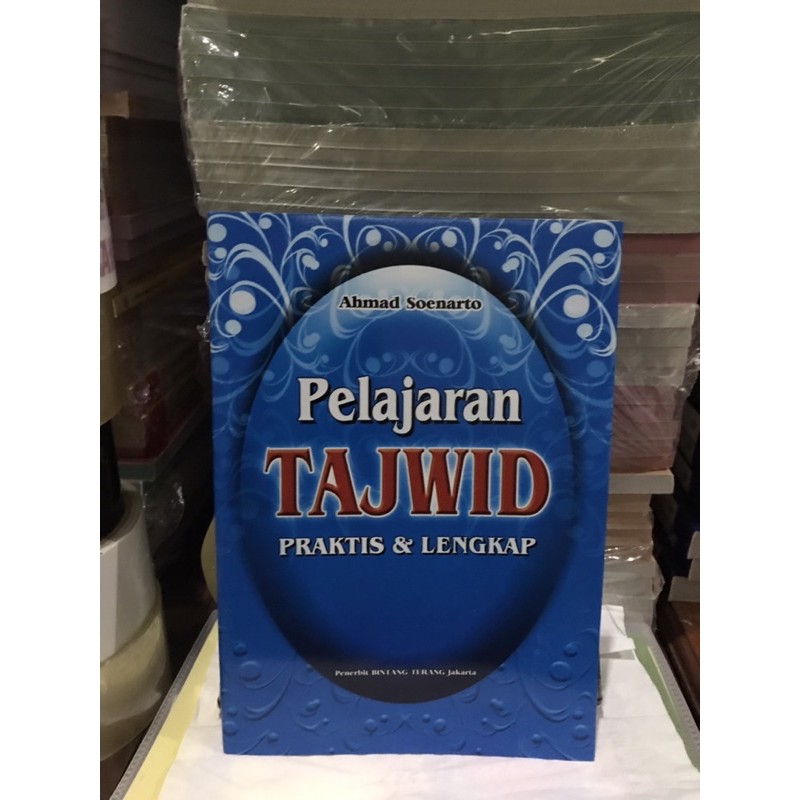 Ahmad Soenarto
Pelajaran
TAJWID
PRAKTIS & LENGKAP
Penerbit BINTANG TERANG Jakarta